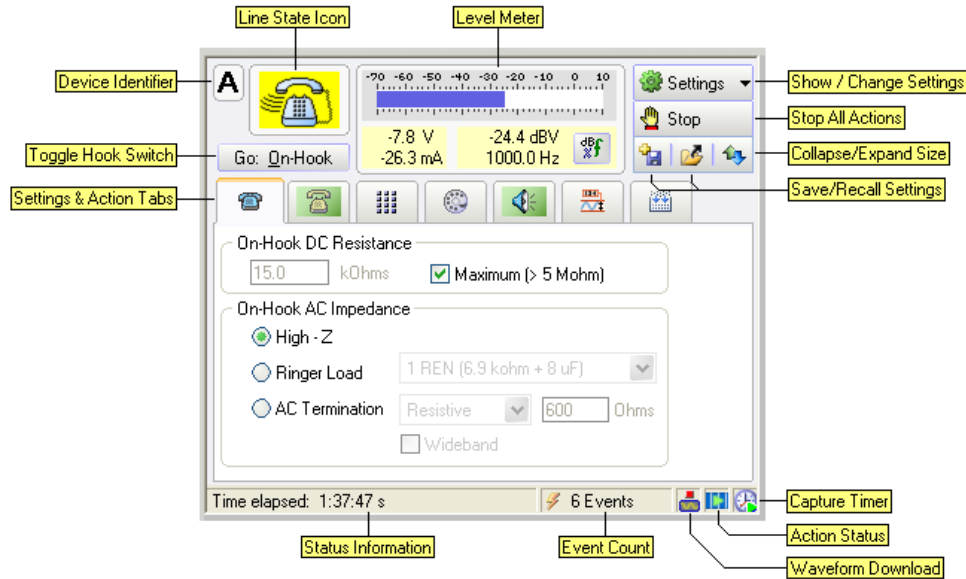 Line State Icon
Level Meter
Device Identifier
A
-70 -60 -50 -40 -30 -20 -10 0 10
Settings
Show / Change Settings
Stop
Stop All Actions
-7.8 V
-24.4 dBV
dB
Toggle Hook Switch
Go: On-Hook
-26.3 mA
1000.0 Hz
Collapse/Expand Size
Settings & Action Tabs
Save/Recall Settings
On-Hook DC Resistance
15.0 kOhms
Maximum (> 5 Mohm)
On-Hook AC Impedance
High - Z
Ringer Load
1 REN (6.9 kohm + 8 uF)
AC Termination
Resistive
600 Ohms
Wideband
Time elapsed: 1:37:47 s
6 Events
Capture Timer
Status Information
Event Count
Action Status
Waveform Download